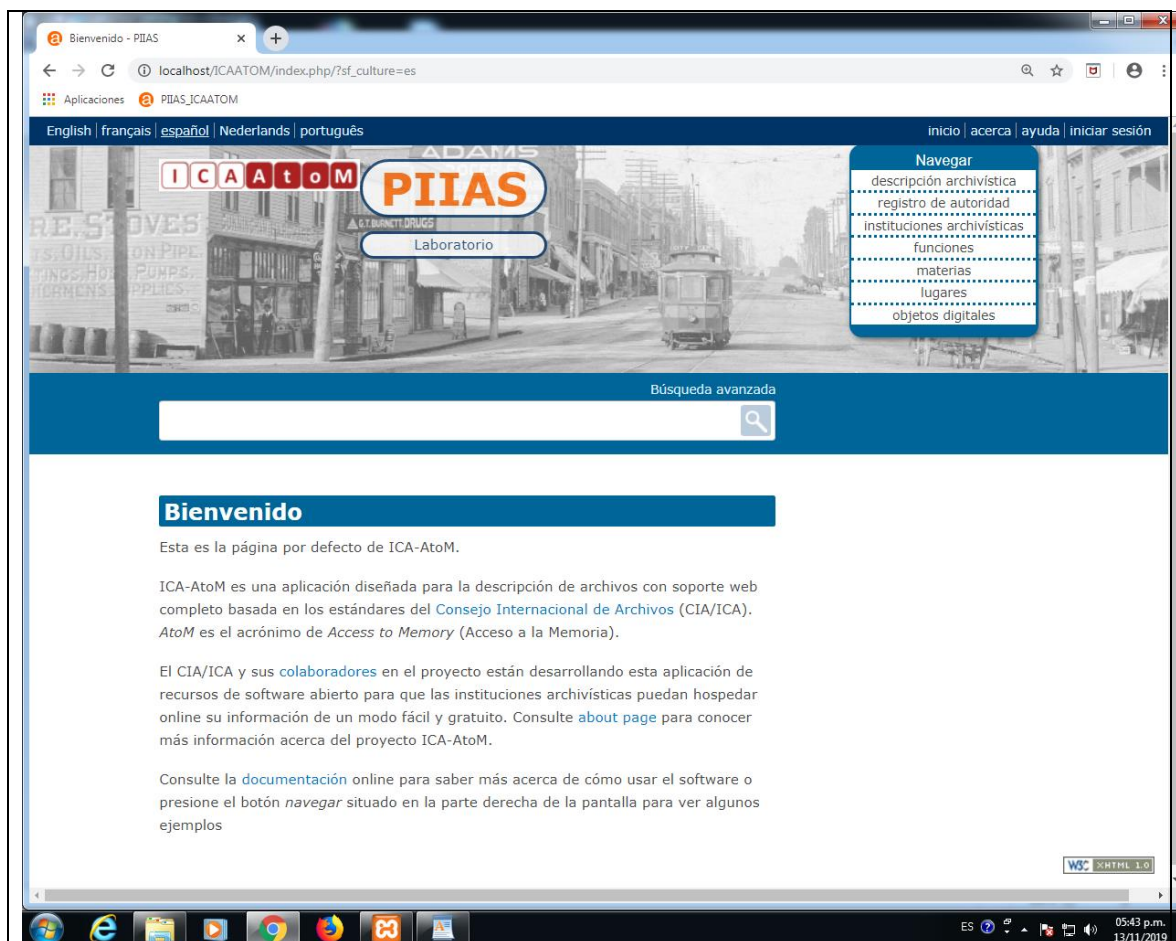 Bienvenido - PIIAS
localhost/ICAATOM/index.php/?sf_culture=es
Aplicaciones PIIAS_ICAATOM
English | français | español | Nederlands | português
inicio | acerca | ayuda | iniciar sesión
ICAAtoM
PIIAS
Laboratorio
ADAMS
G.T. BURNETT DRUGS
RE. STOVES
PUMPS.
Navegar
descripción archivística
registro de autoridad
instituciones archivísticas
funciones
materias
lugares
objetos digitales
Búsqueda avanzada
Bienvenido
Esta es la página por defecto de ICA-AtoM.
ICA-AtoM es una aplicación diseñada para la descripción de archivos con soporte web
completo basada en los estándares del Consejo Internacional de Archivos (CIA/ICA).
AtoM es el acrónimo de Access to Memory (Acceso a la Memoria).
El CIA/ICA y sus colaboradores en el proyecto están desarrollando esta aplicación de
recursos de software abierto para que las instituciones archivísticas puedan hospedar
online su información de un modo fácil y gratuito. Consulte about page para conocer
más información acerca del proyecto ICA-AtoM.
Consulte la documentación online para saber más acerca de cómo usar el software o
presione el botón navegar situado en la parte derecha de la pantalla para ver algunos
ejemplos
W3C XHTML 1.0
ES
05:43 p.m.
13/11/2019